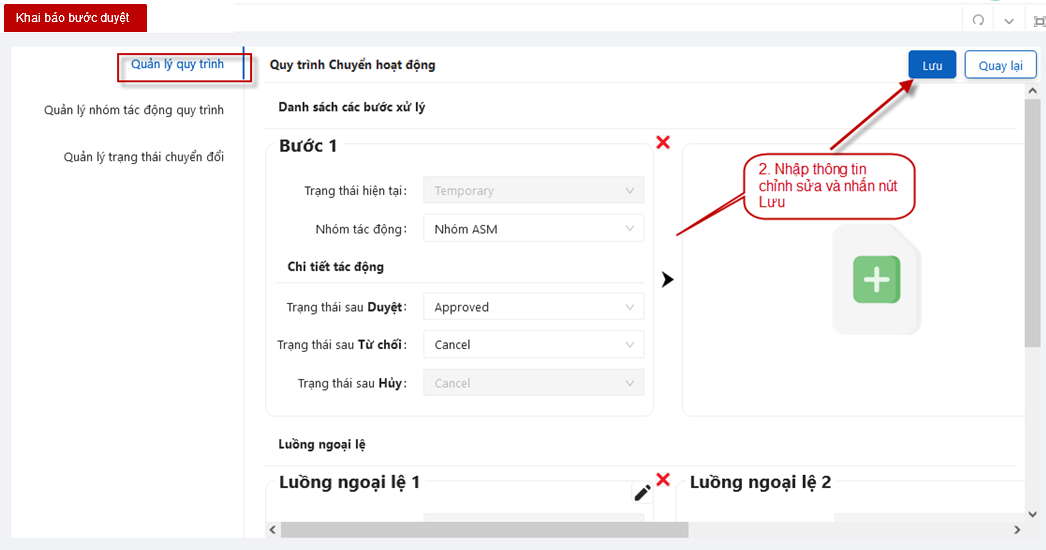 Khai báo bước duyệt
Quản lý quy trình
Quản lý nhóm tác động quy trình
Quản lý trạng thái chuyển đổi
Quy trình Chuyển hoạt động
Lưu
Quay lại
Danh sách các bước xử lý
Bước 1
Trạng thái hiện tại:
Temporary
Nhóm tác động:
Nhóm ASM
Chi tiết tác động
Trạng thái sau Duyệt:
Approved
Trạng thái sau Từ chối:
Cancel
Trạng thái sau Hủy:
Cancel
2. Nhập thông tin
chỉnh sửa và nhấn nút
Lưu
Luồng ngoại lệ
Luồng ngoại lệ 1
Luồng ngoại lệ 2